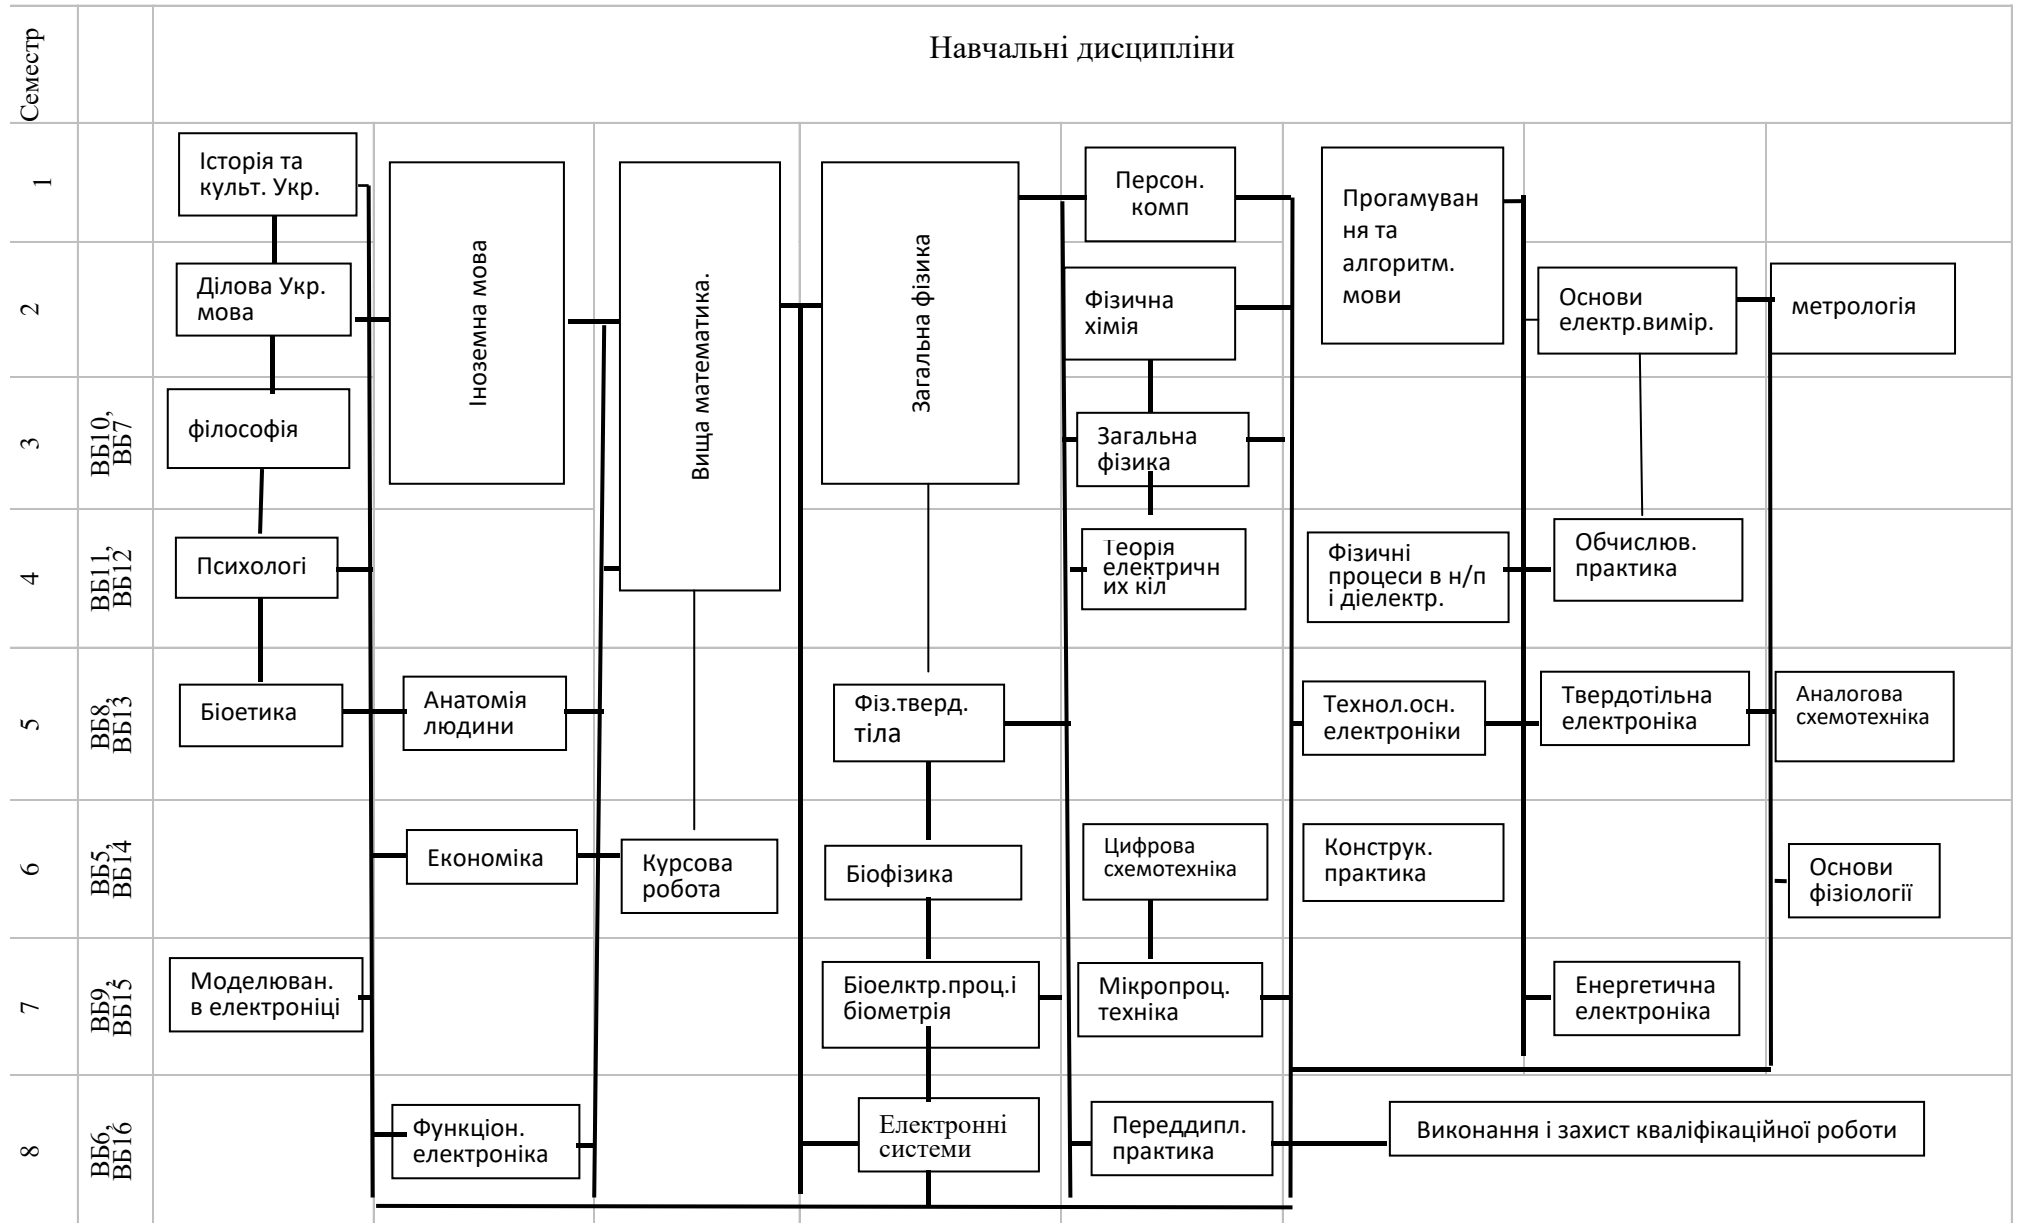 Семестр
Навчальні дисципліни
1
Історія та
культ. Укр.
Іноземна мова
Вища математика.
Загальна фізика
Персон.
комп
Прогамуван
ня та
алгоритм.
мови
2
Ділова Укр.
мова
Фізична
хімія
Основи
електр.вимір.
метрологія
3
ВБ10,
ВБ7
філософія
Загальна
фізика
4
ВБ11,
ВБ12
Психологі
Теорія
електричн
их кіл
Фізичні
процеси в н/п
і діелектр.
Обчислюв.
практика
5
ВБ8,
ВБ13
Біоетика
Анатомія
людини
Фіз.тверд.
тіла
Технол.осн.
електроніки
Твердотільна
електроніка
Аналогова
схемотехніка
6
ВБ5,
ВБ14
Економіка
Курсова
робота
Біофізика
Цифрова
схемотехніка
Конструк.
практика
Основи
фізіології
7
ВБ9,
ВБ15
Моделюван.
в електроніці
Біоелктр.проц.і
біометрія
Мікропроц.
техніка
Енергетична
електроніка
8
ВБ6,
ВБ16
Функціон.
електроніка
Електронні
системи
Переддипл.
практика
Виконання і захист кваліфікаційної роботи